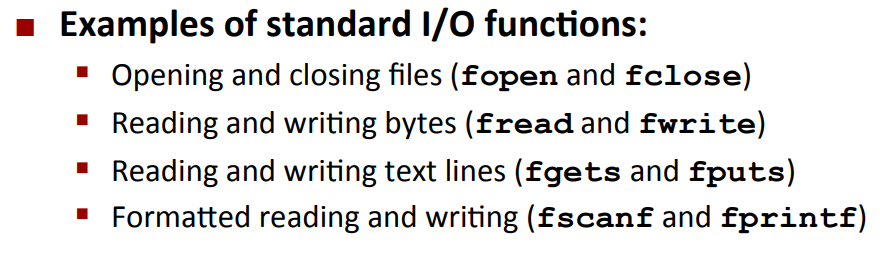 ■ Examples of standard I/O functions:
▪ Opening and closing files (fopen and fclose)
▪ Reading and writing bytes (fread and fwrite)
▪ Reading and writing text lines (fgets and fputs)
▪ Formatted reading and writing (fscanf and fprintf)